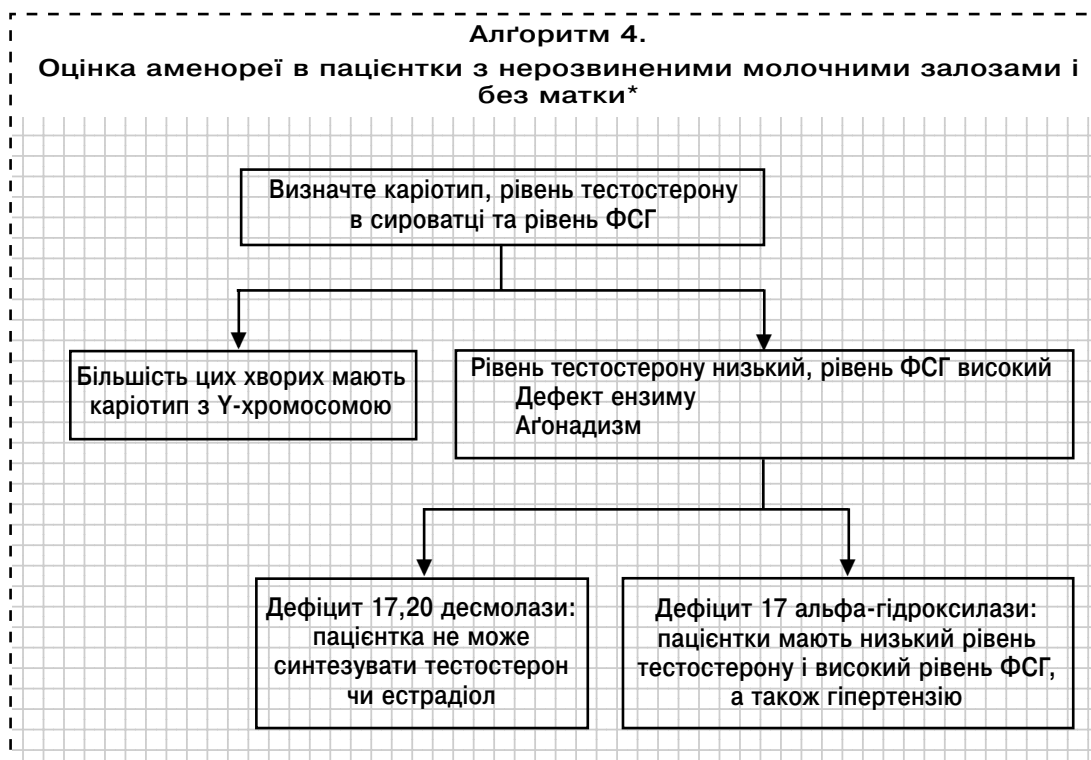 Алґоритм 4.
Оцінка аменореї в пацієнтки з нерозвиненими молочними залозами і
без матки*
Визначте каріотип, рівень тестостерону
в сироватці та рівень ФСГ
Більшість цих хворих мають
каріотип з Y-хромосомою
Рівень тестостерону низький, рівень ФСГ високий
Дефект ензиму
Аґонадизм
Дефіцит 17,20 десмолази:
пацієнтка не може
синтезувати тестостерон
чи естрадіол
Дефіцит 17 альфа-гідроксилази:
пацієнтки мають низький рівень
тестостерону і високий рівень ФСГ,
а також гіпертензію